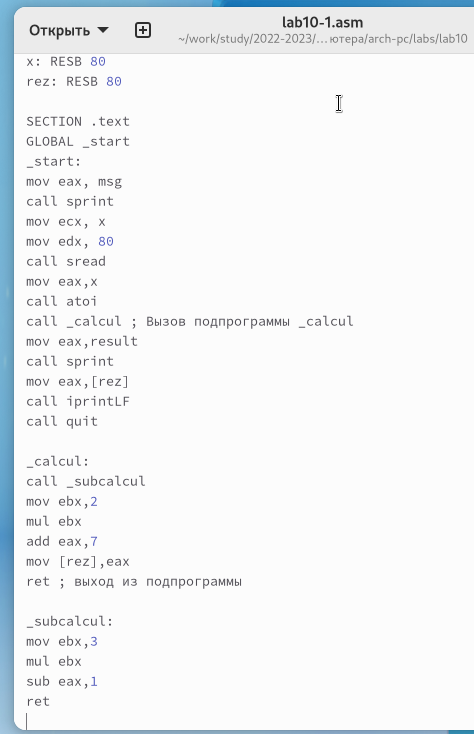 Открыть
lab10-1.asm
~/work/study/2022-2023/... ютера/arch-pc/labs/lab10
x: RESB 80
rez: RESB 80
SECTION .text
GLOBAL _start
_start:
mov eax, msg
call sprint
mov ecx, x
mov edx, 80
call sread
mov eax,x
call atoi
call _calcul ; Вызов подпрограммы _calcul
mov eax,result
call sprint
mov eax,[rez]
call iprintLF
call quit
_calcul:
call _subcalcul
mov ebx,2
mul ebx
add eax,7
mov [rez],eax
ret ; выход из подпрограммы
_subcalcul:
mov ebx,3
mul ebx
sub eax,1
ret